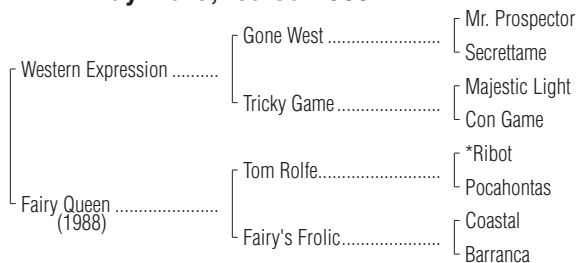 Gone West
Mr. Prospector
Secrettame
Western Expression
Tricky Game
Majestic Light
Con Game
Tom Rolfe
*Ribot
Pocahontas
Fairy Queen
(1988)
Fairy's Frolic
Coastal
Barranca